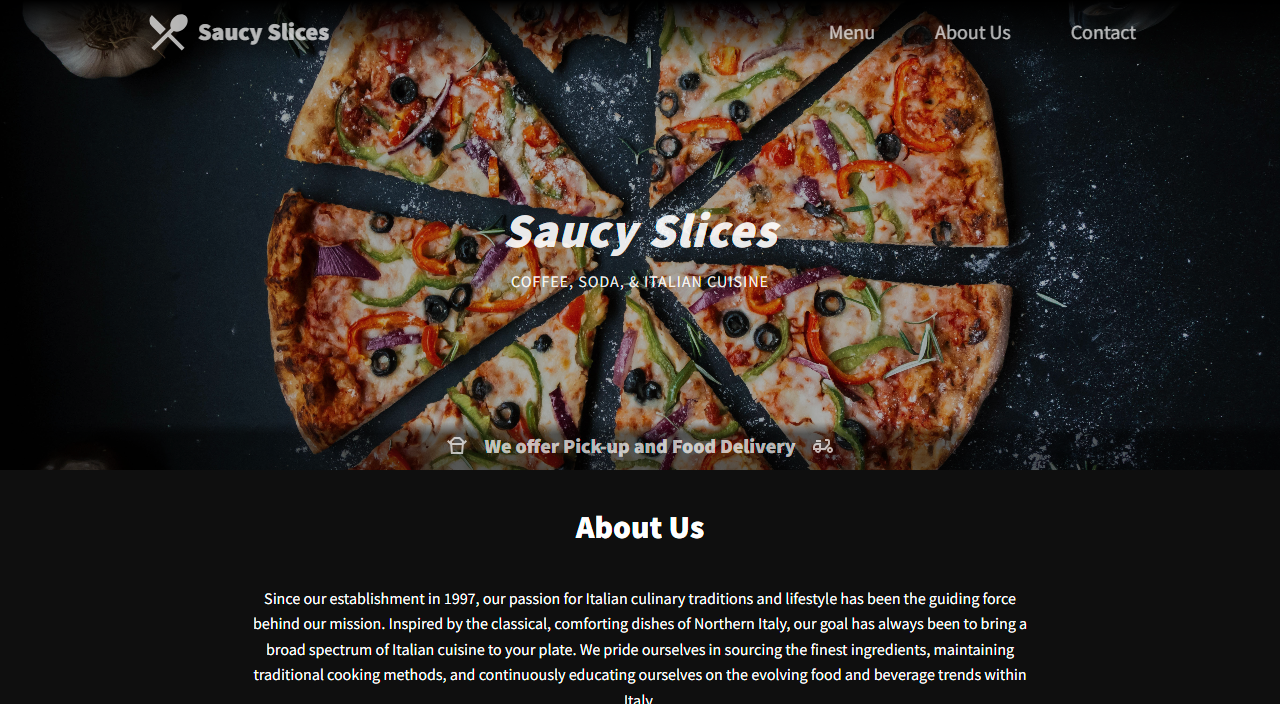 Saucy Slices
Menu
About Us
Contact
Saucy Slices
COFFEE, SODA, & ITALIAN CUISINE
We offer Pick-up and Food Delivery
About Us
Since our establishment in 1997, our passion for Italian culinary traditions and lifestyle has been the guiding force
behind our mission. Inspired by the classical, comforting dishes of Northern Italy, our goal has always been to bring a
broad spectrum of Italian cuisine to your plate. We pride ourselves in sourcing the finest ingredients, maintaining
traditional cooking methods, and continuously educating ourselves on the evolving food and beverage trends within
Italy.